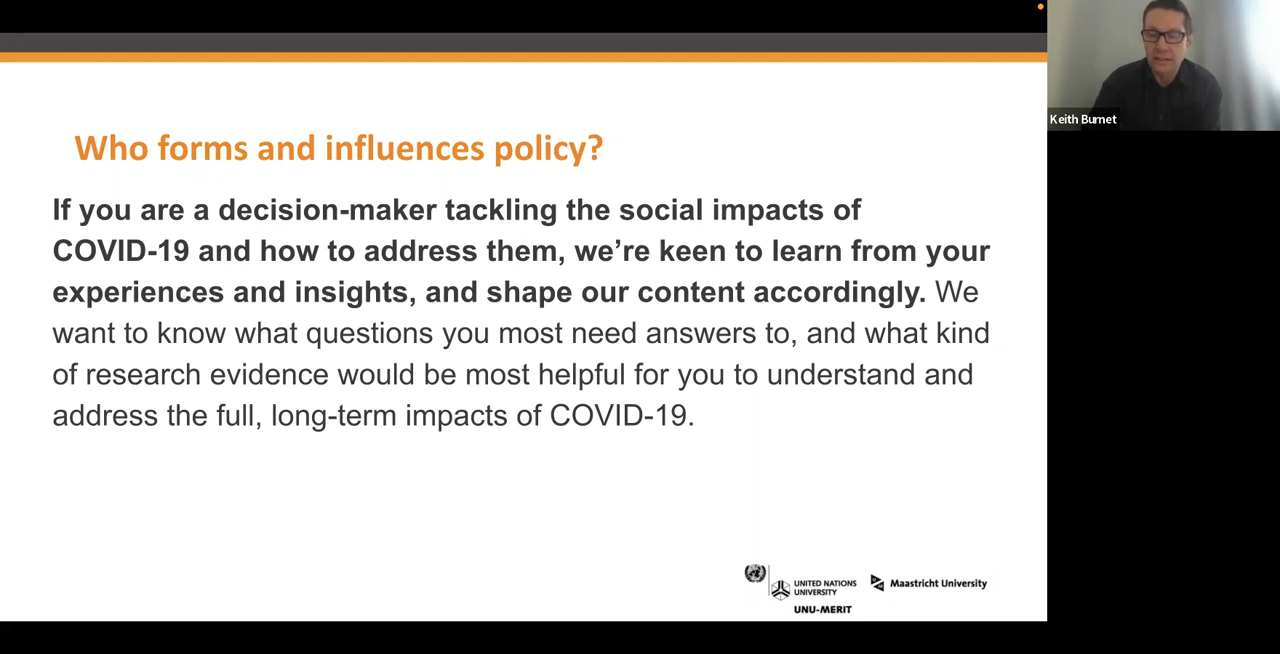 Who forms and influences policy?
If you are a decision-maker tackling the social impacts of
COVID-19 and how to address them, we’re keen to learn from your
experiences and insights, and shape our content accordingly. We
want to know what questions you most need answers to, and what kind
of research evidence would be most helpful for you to understand and
address the full, long-term impacts of COVID-19.
UNITED NATIONS
UNIVERSITY
UNU-MERIT
Maastricht University
Keith Burnet